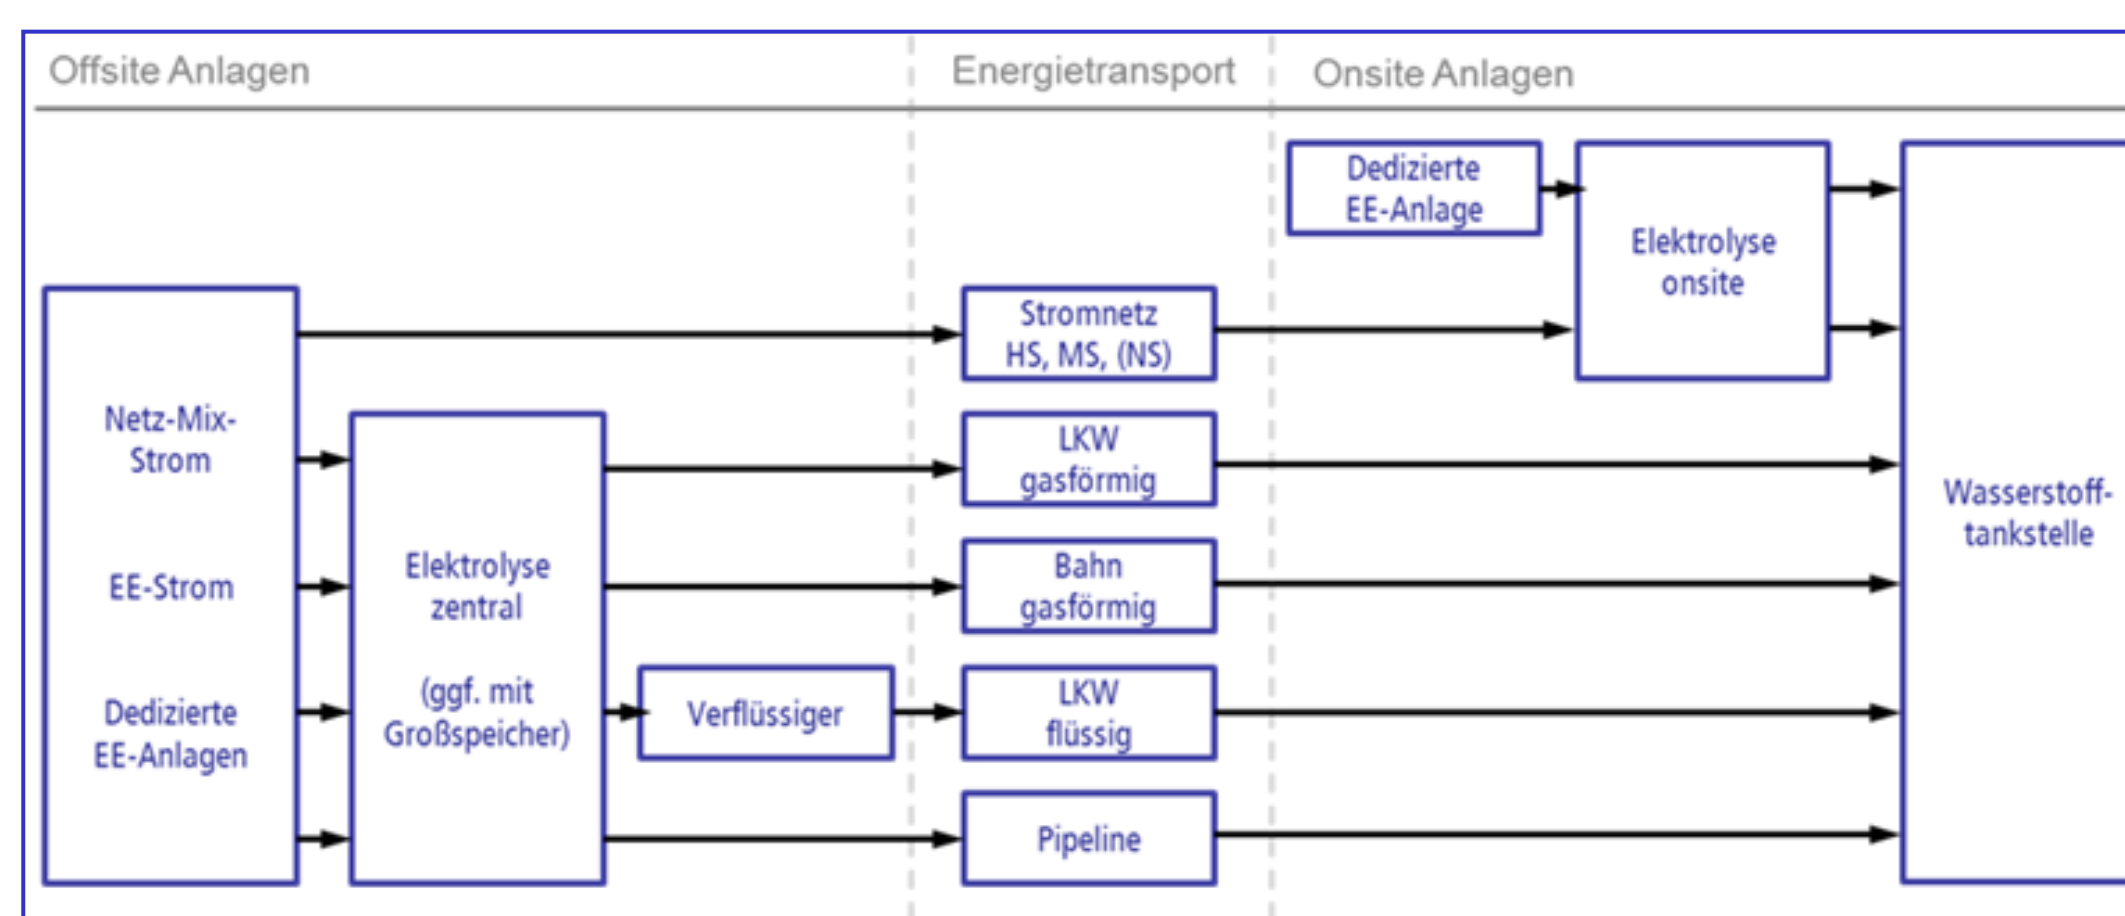 Offsite Anlagen
Energietransport
Onsite Anlagen
Dedizierte
EE-Anlage
Elektrolyse
onsite
Stromnetz
HS, MS, (NS)
Netz-Mix-
Strom
EE-Strom
Dedizierte
EE-Anlagen
Elektrolyse
zentral
(ggf. mit
Großspeicher)
Verflüssiger
LKW
gasförmig
Bahn
gasförmig
LKW
flüssig
Pipeline
Wasserstoff-
tankstelle